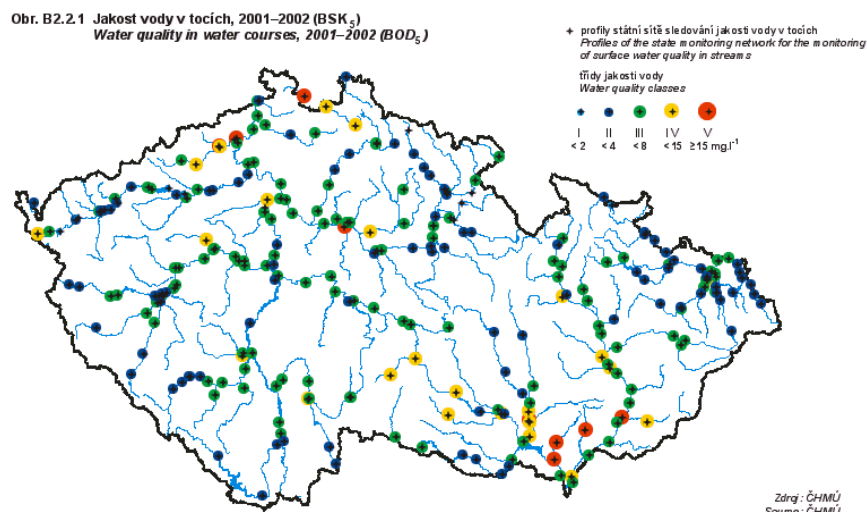 Obr. B2.2.1 Jakost vody v tocích, 2001–2002 (BSK5)
Water quality in water courses, 2001–2002 (BOD5)
profily státní sítě sledování jakosti vody v tocích
Profiles of the state monitoring network for the monitoring
of surface water quality in streams
třídy jakosti vody
Water quality classes
I II III IV V
< 2 < 4 < 8 < 15 ≥15 mg.l-1
Zdroj: ČHMÚ
Source: ČHMÚ